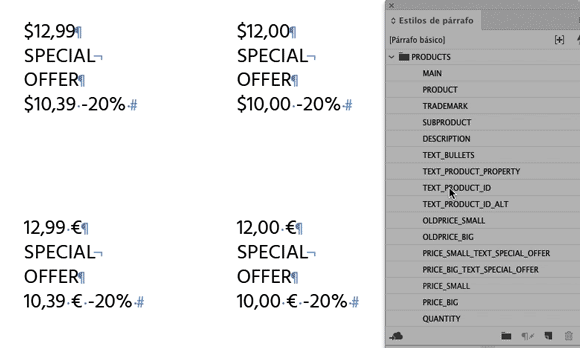 $12,99¶
SPECIAL¬
OFFER¶
$10,39·-20%·#
$12,00¶
SPECIAL¬
OFFER¶
$10,00·-20%·#
12,99·€¶
SPECIAL¬
OFFER¶
10,39·€·-20%·#
12,00·€¶
SPECIAL¬
OFFER¶
10,00·€·-20%·#
Estilos de párrafo
[Párrafo básico]
PRODUCTS
MAIN
PRODUCT
TRADEMARK
SUBPRODUCT
DESCRIPTION
TEXT_BULLETS
TEXT_PRODUCT_PROPERTY
TEXT_PRODUCT_ID
TEXT_PRODUCT_ID_ALT
OLDPRICE_SMALL
OLDPRICE_BIG
PRICE_SMALL_TEXT_SPECIAL_OFFER
PRICE_BIG_TEXT_SPECIAL_OFFER
PRICE_SMALL
PRICE_BIG
QUANTITY